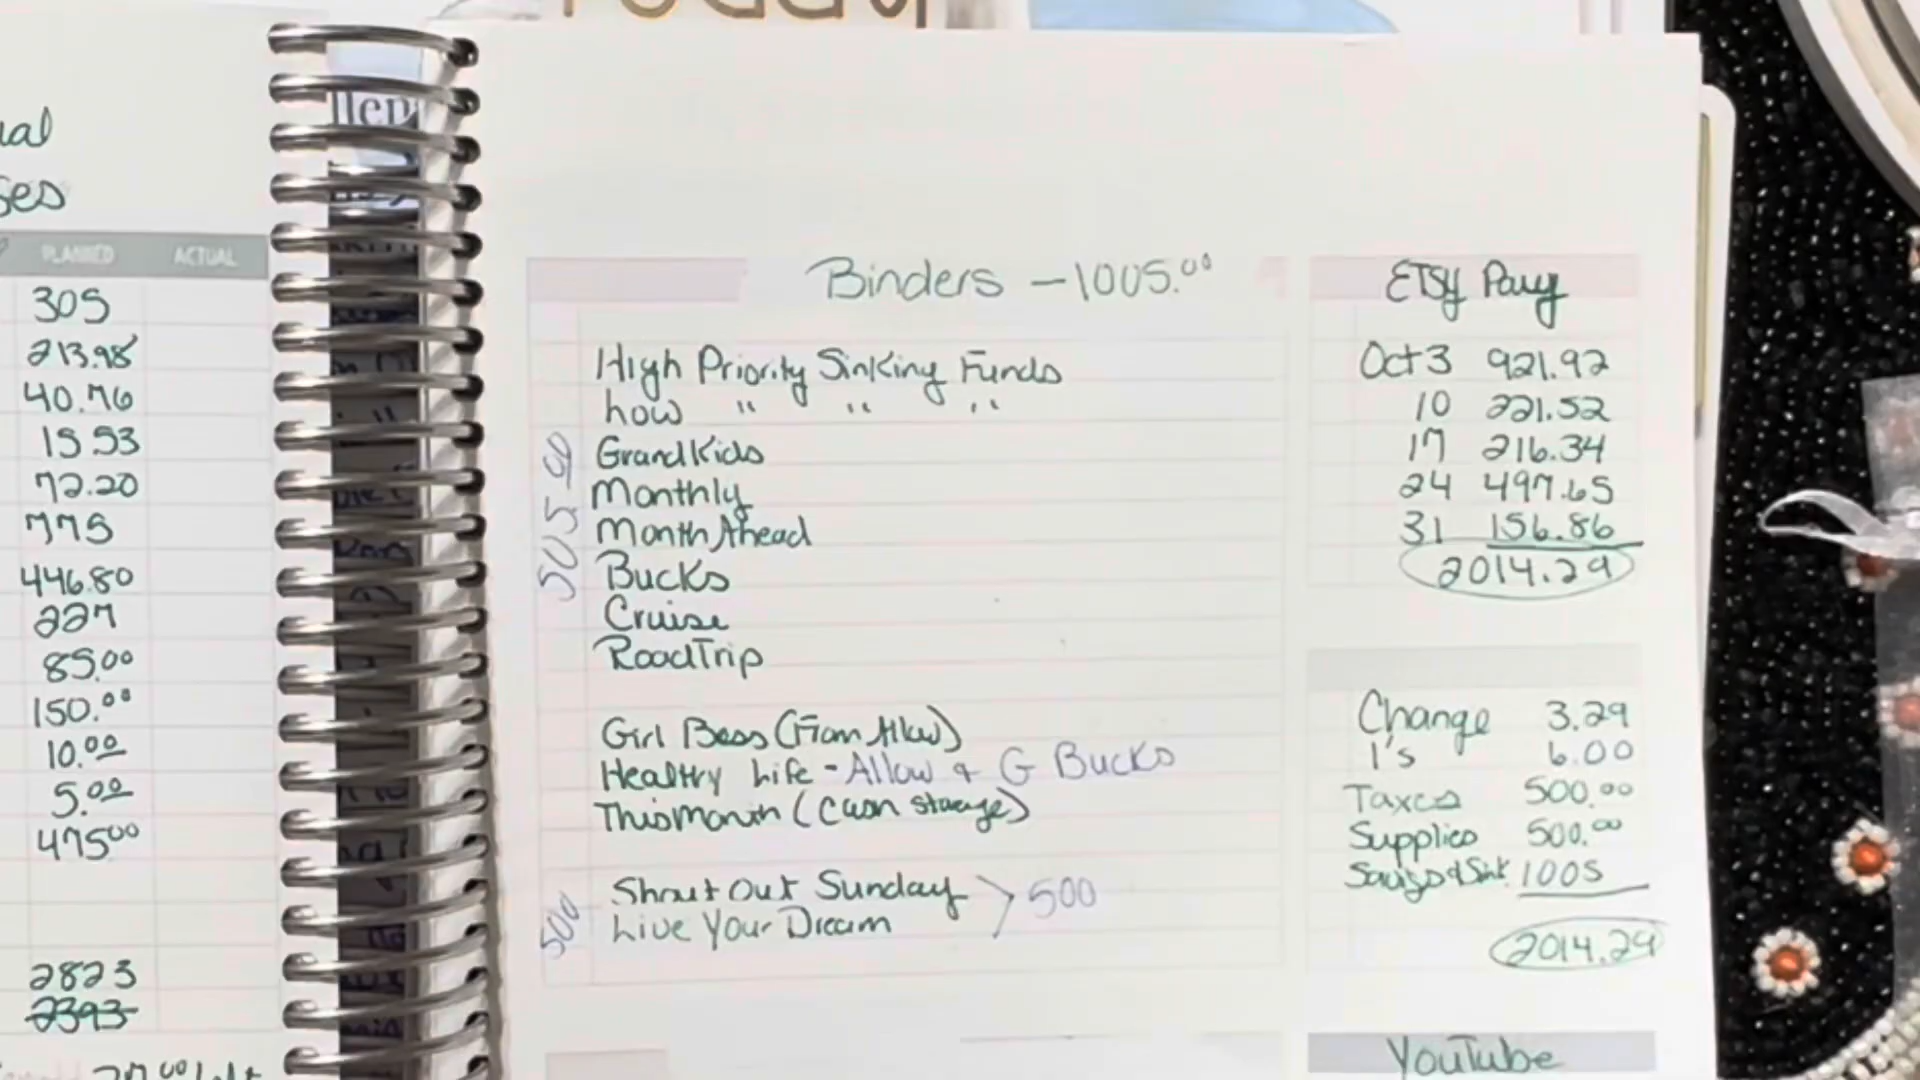 PLANNED ACTUAL
305
213.98
40.76
15.53
72.20
775
446.80
227
85.00
150.00
10.00
5.00
475.00
2823
2393
Binders - 1005.00
High Priority Sinking Funds
Low " " "
GrandKids
Monthly
Month Ahead
Bucks
Cruise
RoadTrip
505.00
Girl Boss (From Allow)
Healthy Life - Allow & G Bucks
This Month (Cash Storage)
Shout Out Sunday > 500
Live Your Dream
500
ETSY Pay
Oct 3 921.92
10 221.52
17 216.34
24 497.65
31 156.86
2014.29
Change 3.29
1's 6.00
Taxes 500.00
Supplies 500.00
Savings & Sink. 1005
2014.29
YouTube